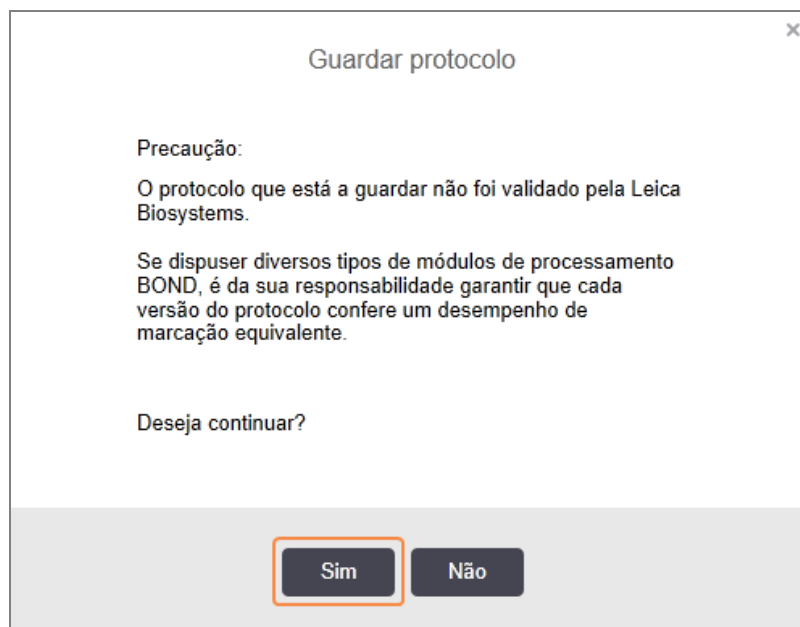 Guardar protocolo
Precaução:
O protocolo que está a guardar não foi validado pela Leica
Biosystems.
Se dispuser diversos tipos de módulos de processamento
BOND, é da sua responsabilidade garantir que cada
versão do protocolo confere um desempenho de
marcação equivalente.
Deseja continuar?
Sim
Não